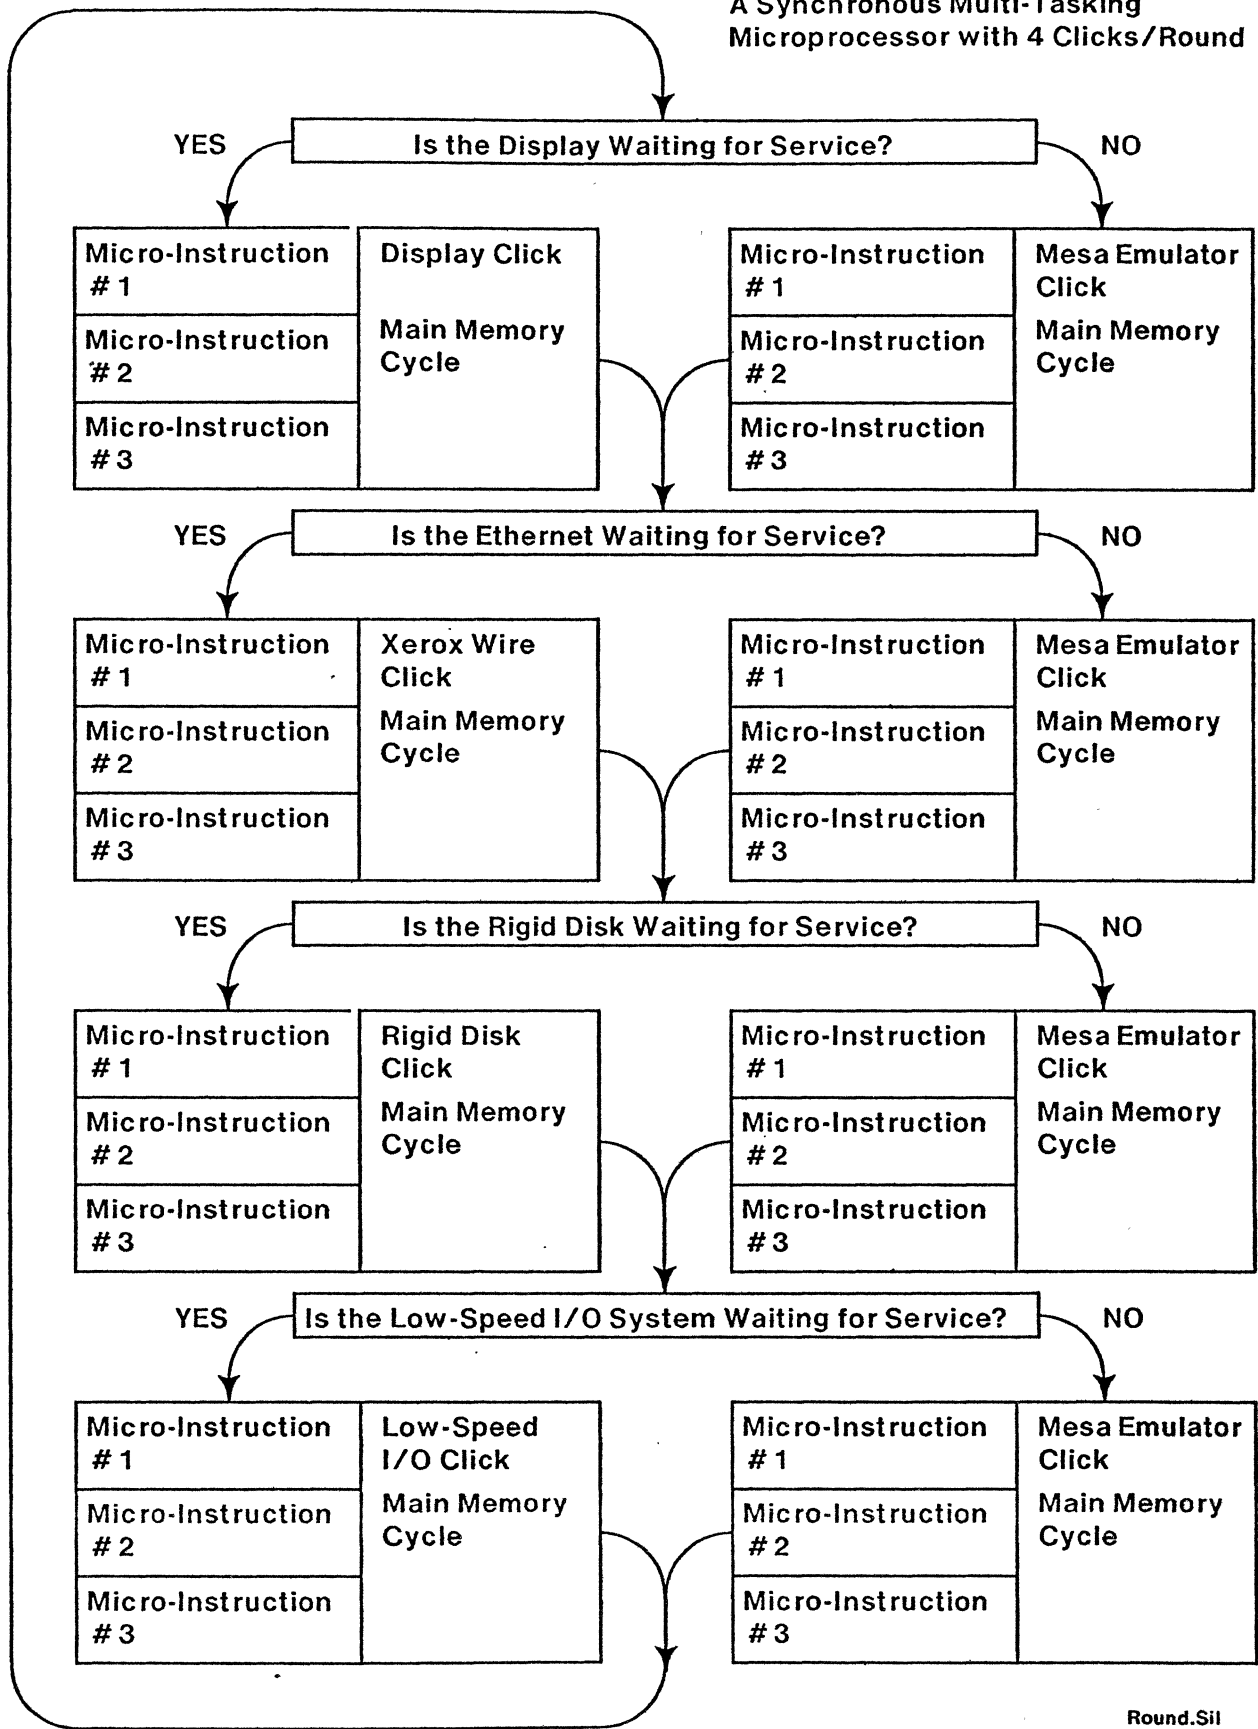 A Synchronous Multi-Tasking
Microprocessor with 4 Clicks/Round
Is the Display Waiting for Service?
YES
NO
Micro-Instruction
#1
Micro-Instruction
#2
Micro-Instruction
#3
Display Click
Main Memory
Cycle
Micro-Instruction
#1
Micro-Instruction
#2
Micro-Instruction
#3
Mesa Emulator
Click
Main Memory
Cycle
Is the Ethernet Waiting for Service?
YES
NO
Micro-Instruction
#1
Micro-Instruction
#2
Micro-Instruction
#3
Xerox Wire
Click
Main Memory
Cycle
Micro-Instruction
#1
Micro-Instruction
#2
Micro-Instruction
#3
Mesa Emulator
Click
Main Memory
Cycle
Is the Rigid Disk Waiting for Service?
YES
NO
Micro-Instruction
#1
Micro-Instruction
#2
Micro-Instruction
#3
Rigid Disk
Click
Main Memory
Cycle
Micro-Instruction
#1
Micro-Instruction
#2
Micro-Instruction
#3
Mesa Emulator
Click
Main Memory
Cycle
Is the Low-Speed I/O System Waiting for Service?
YES
NO
Micro-Instruction
#1
Micro-Instruction
#2
Micro-Instruction
#3
Low-Speed
I/O Click
Main Memory
Cycle
Micro-Instruction
#1
Micro-Instruction
#2
Micro-Instruction
#3
Mesa Emulator
Click
Main Memory
Cycle
Round.Sil